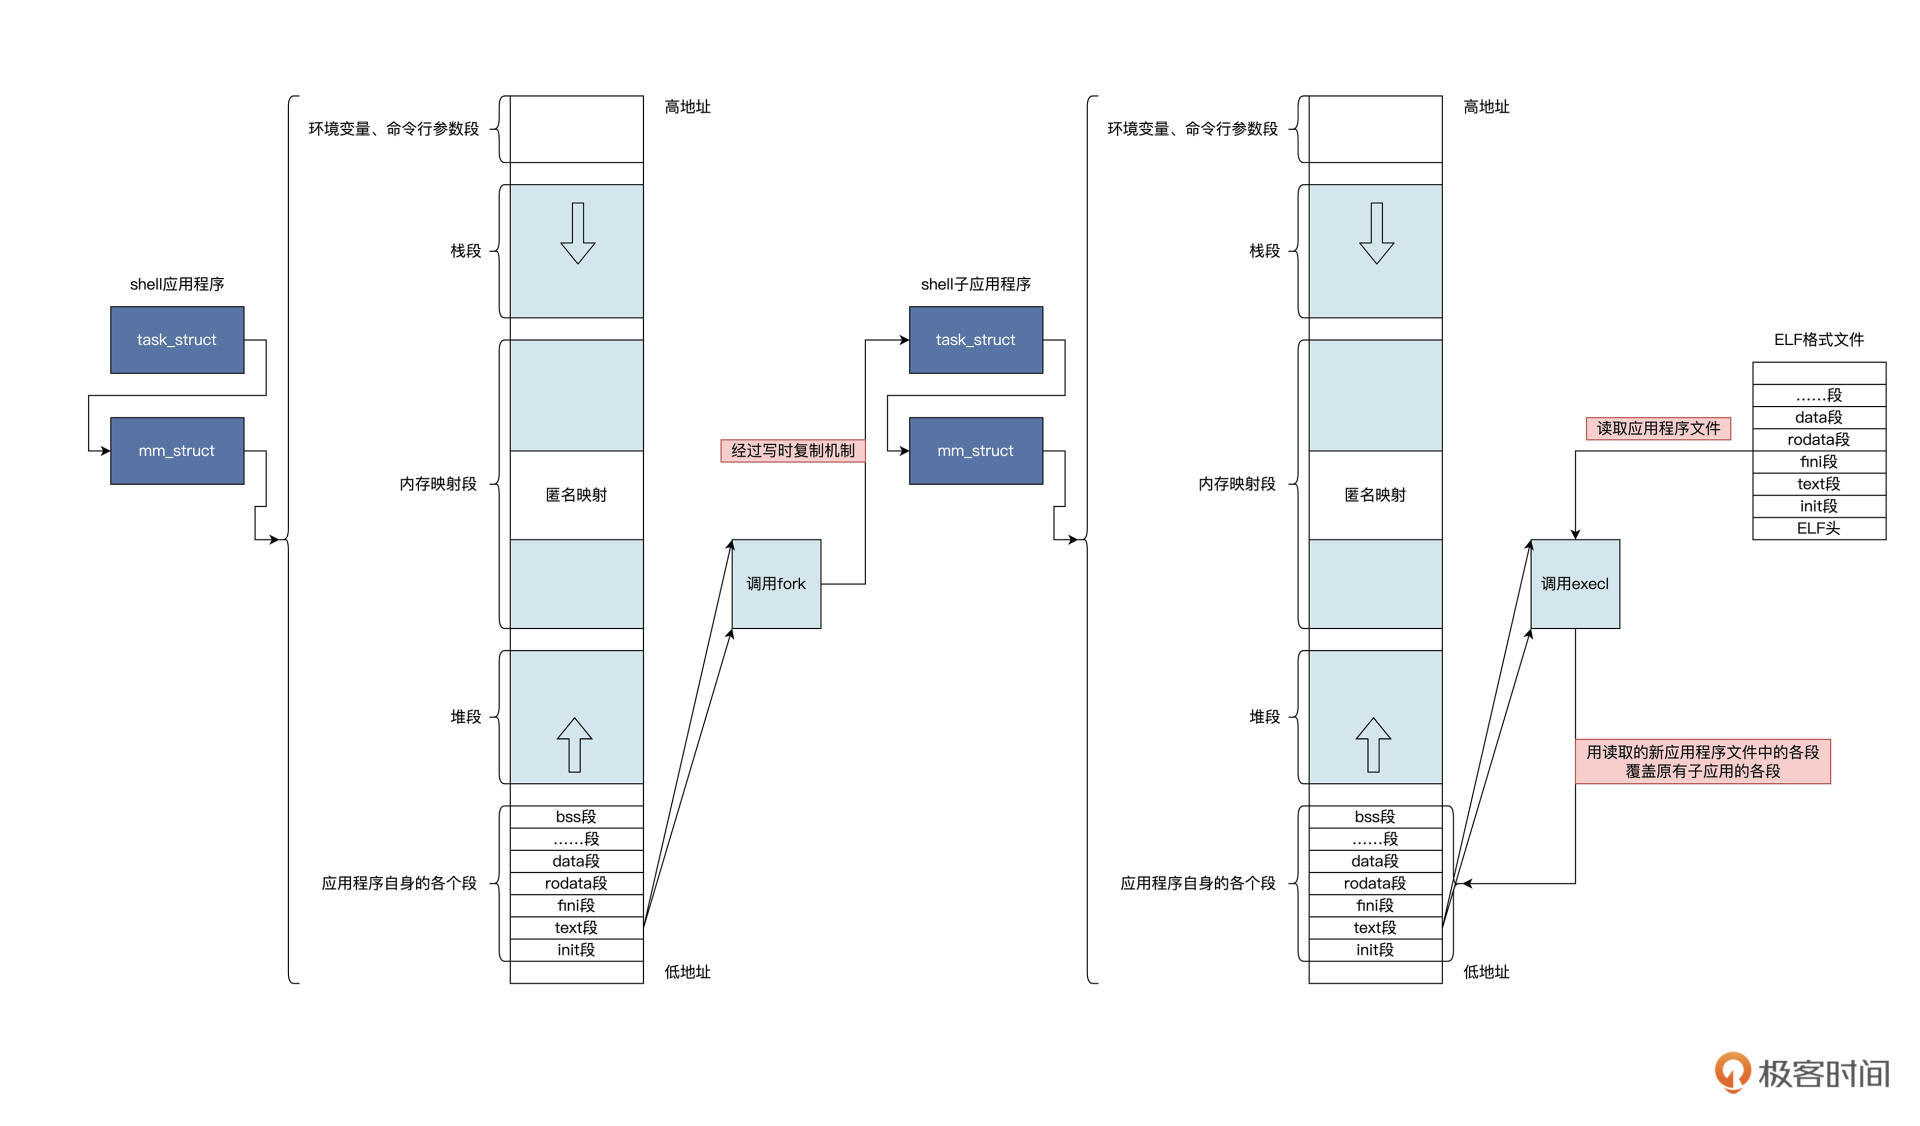 shell应用程序
task_struct
mm_struct
高地址
环境变量、命令行参数段
栈段
内存映射段
匿名映射
堆段
应用程序自身的各个段
bss段
……段
data段
rodata段
fini段
text段
init段
低地址
调用fork
经过写时复制机制
shell子应用程序
task_struct
mm_struct
高地址
环境变量、命令行参数段
栈段
内存映射段
匿名映射
堆段
应用程序自身的各个段
bss段
……段
data段
rodata段
fini段
text段
init段
低地址
ELF格式文件
……段
data段
rodata段
fini段
text段
init段
ELF头
读取应用程序文件
调用execl
用读取的新应用程序文件中的各段
覆盖原有子应用的各段
极客时间